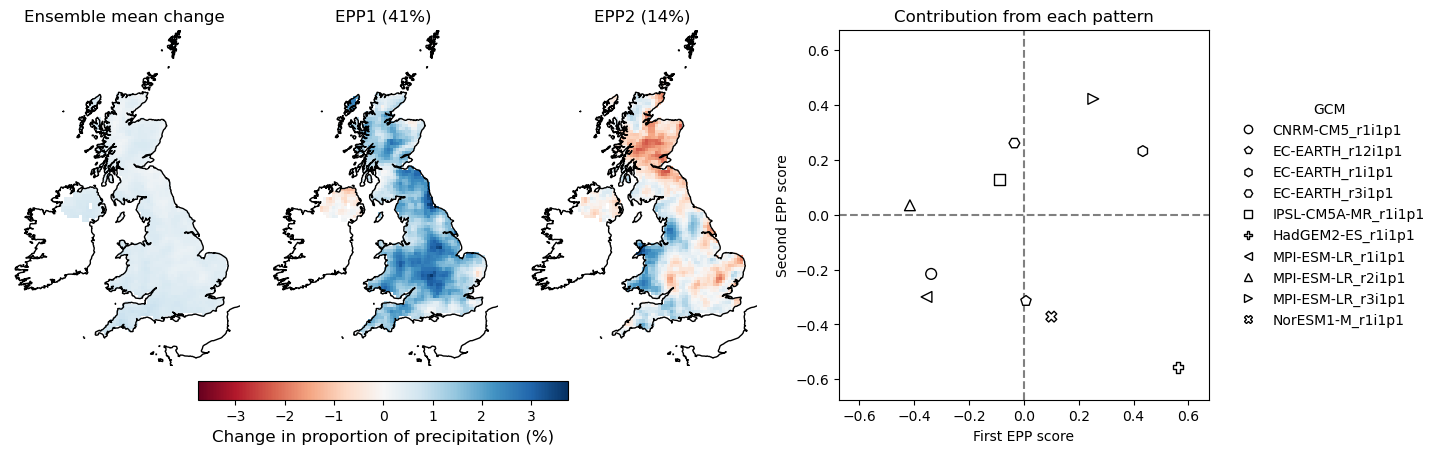 Ensemble mean change
EPP1 (41%)
EPP2 (14%)
Contribution from each pattern
−3 −2 −1 0 1 2 3
Change in proportion of precipitation (%)
Second EPP score
0.6
0.4
0.2
0.0
−0.2
−0.4
−0.6
−0.6 −0.4 −0.2 0.0 0.2 0.4 0.6
First EPP score
GCM
CNRM-CM5_r1i1p1
EC-EARTH_r12i1p1
EC-EARTH_r1i1p1
EC-EARTH_r3i1p1
IPSL-CM5A-MR_r1i1p1
HadGEM2-ES_r1i1p1
MPI-ESM-LR_r1i1p1
MPI-ESM-LR_r2i1p1
MPI-ESM-LR_r3i1p1
NorESM1-M_r1i1p1